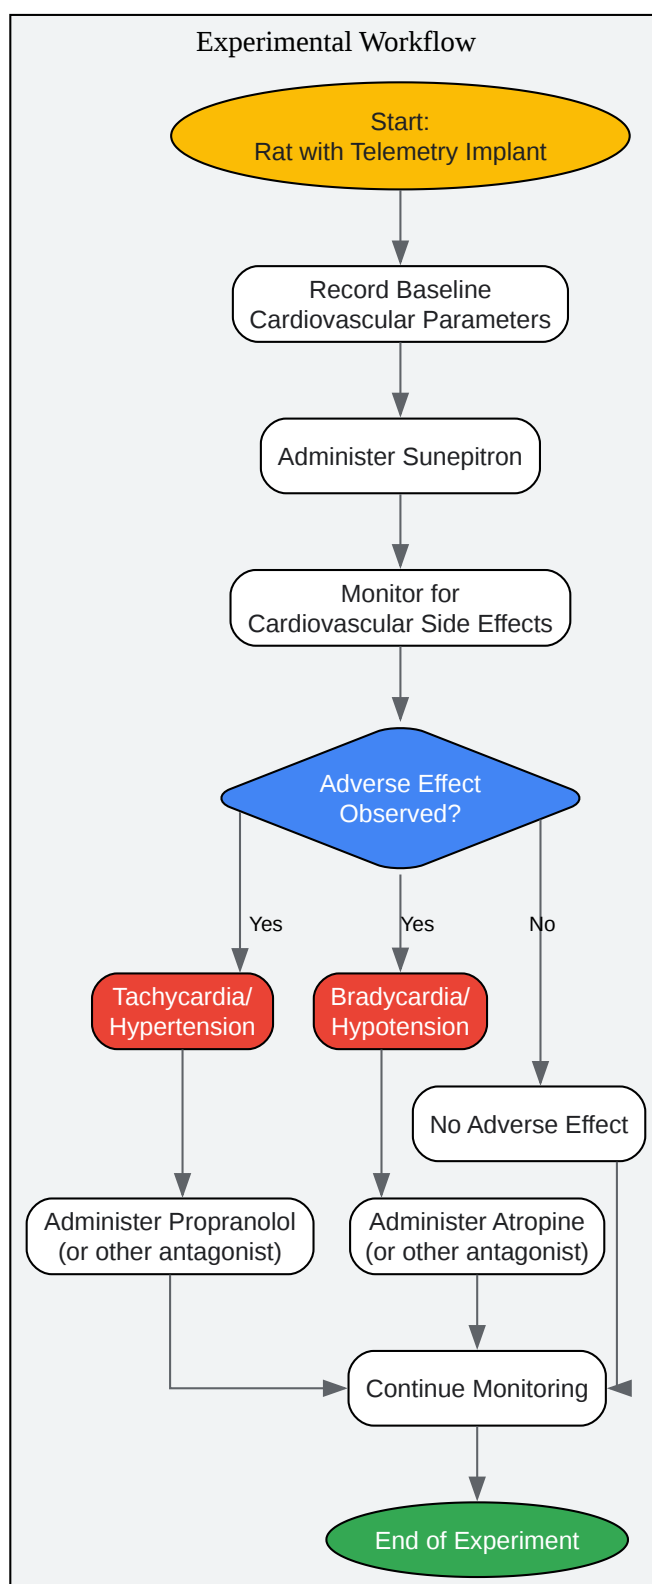 Experimental Workflow
Start:
Rat with Telemetry Implant
Record Baseline
Cardiovascular Parameters
Administer Sunepitron
Monitor for
Cardiovascular Side Effects
Adverse Effect
Observed?
Yes
Yes
No
Tachycardia/
Hypertension
Bradycardia/
Hypotension
No Adverse Effect
Administer Propranolol
(or other antagonist)
Administer Atropine
(or other antagonist)
Continue Monitoring
End of Experiment